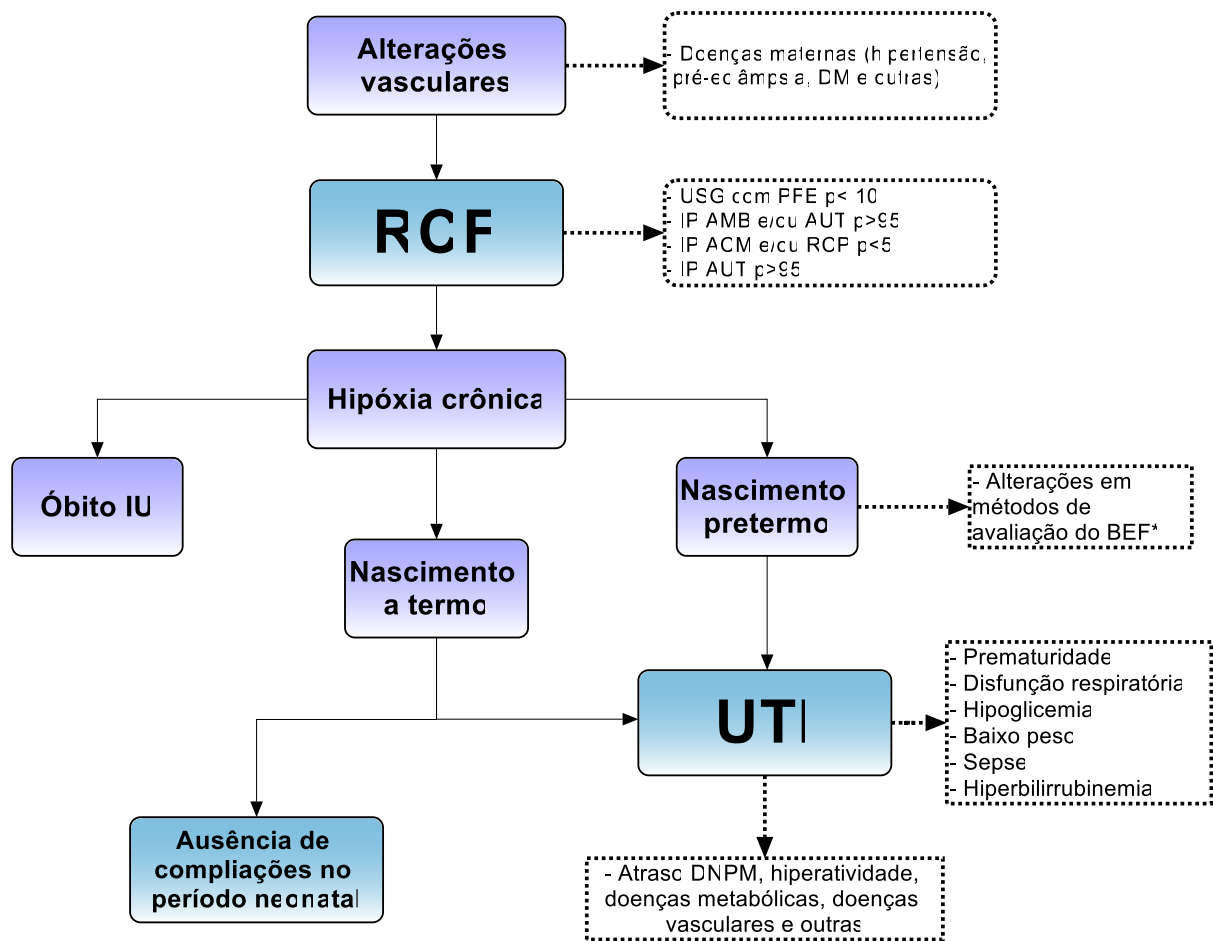 Alterações
vasculares
- Doenças maternas (hipertensão,
pré-eclâmpsia, DM e outras)
RCF
- USG com PFE p< 10
- IP AMB e/ou AUT p>95
- IP ACM e/ou RCP p<5
- IP AUT p>95
Hipóxia crônica
Óbito IU
Nascimento
pretermo
- Alterações em
métodos de
avaliação do BEF*
Nascimento
a termo
UTI
- Prematuridade
- Disfunção respiratória
- Hipoglicemia
- Baixo peso
- Sepse
- Hiperbilirrubinemia
Ausência de
compliações no
período neonatal
- Atraso DNPM, hiperatividade,
doenças metabólicas, doenças
vasculares e outras